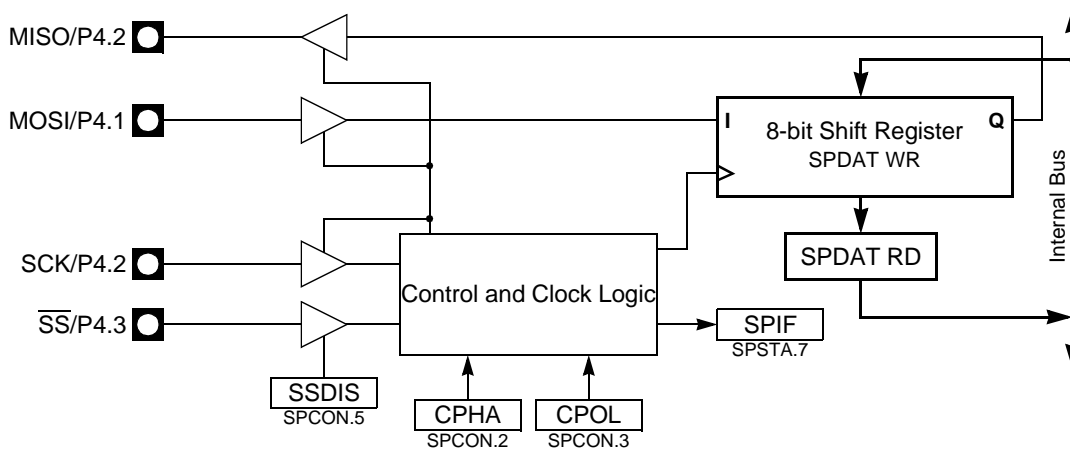 MISO/P4.2
MOSI/P4.1
I
8-bit Shift Register
Q
SPDAT WR
Internal Bus
SCK/P4.2
Control and Clock Logic
SPDAT RD
SS/P4.3
SPIF
SPSTA.7
SSDIS
SPCON.5
CPHA
SPCON.2
CPOL
SPCON.3